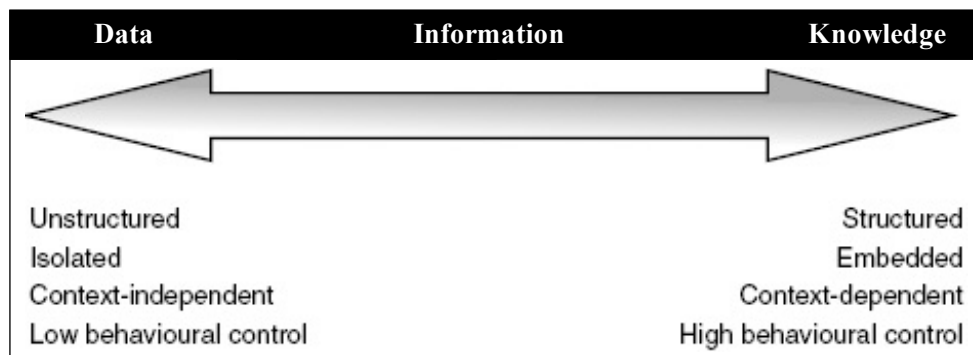 Data Information Knowledge
Unstructured Structured
Isolated Embedded
Context-independent Context-dependent
Low behavioural control High behavioural control